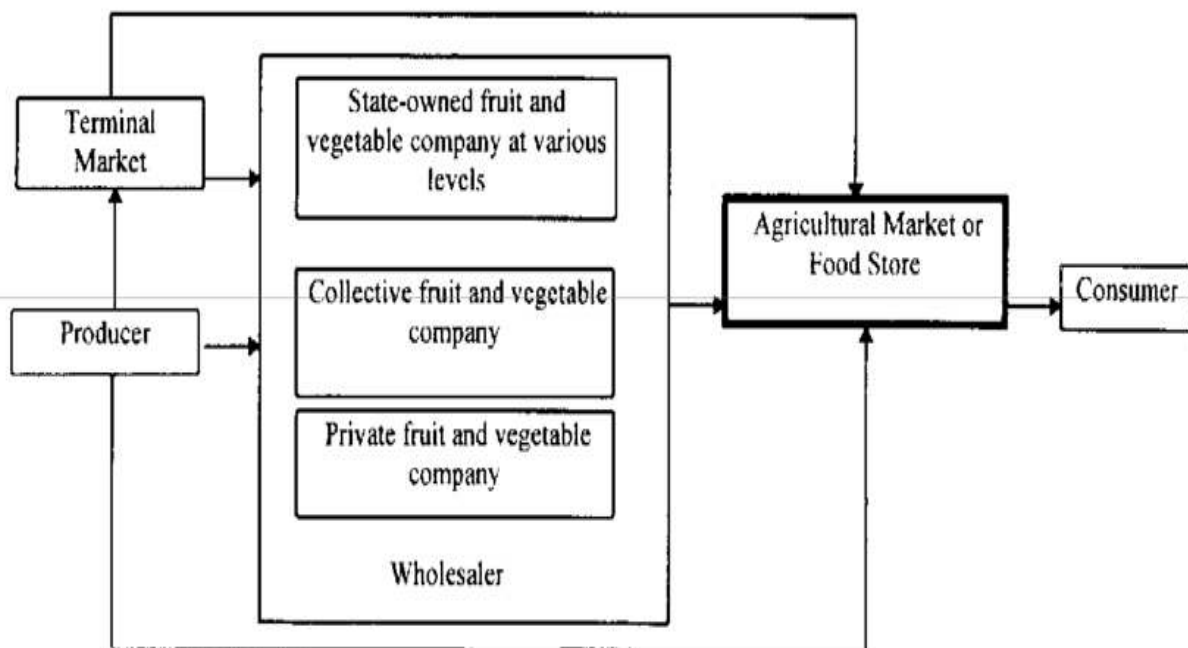 Terminal
Market
State-owned fruit and
vegetable company at various
levels
Agricultural Market or
Food Store
Consumer
Producer
Collective fruit and vegetable
company
Private fruit and vegetable
company
Wholesaler